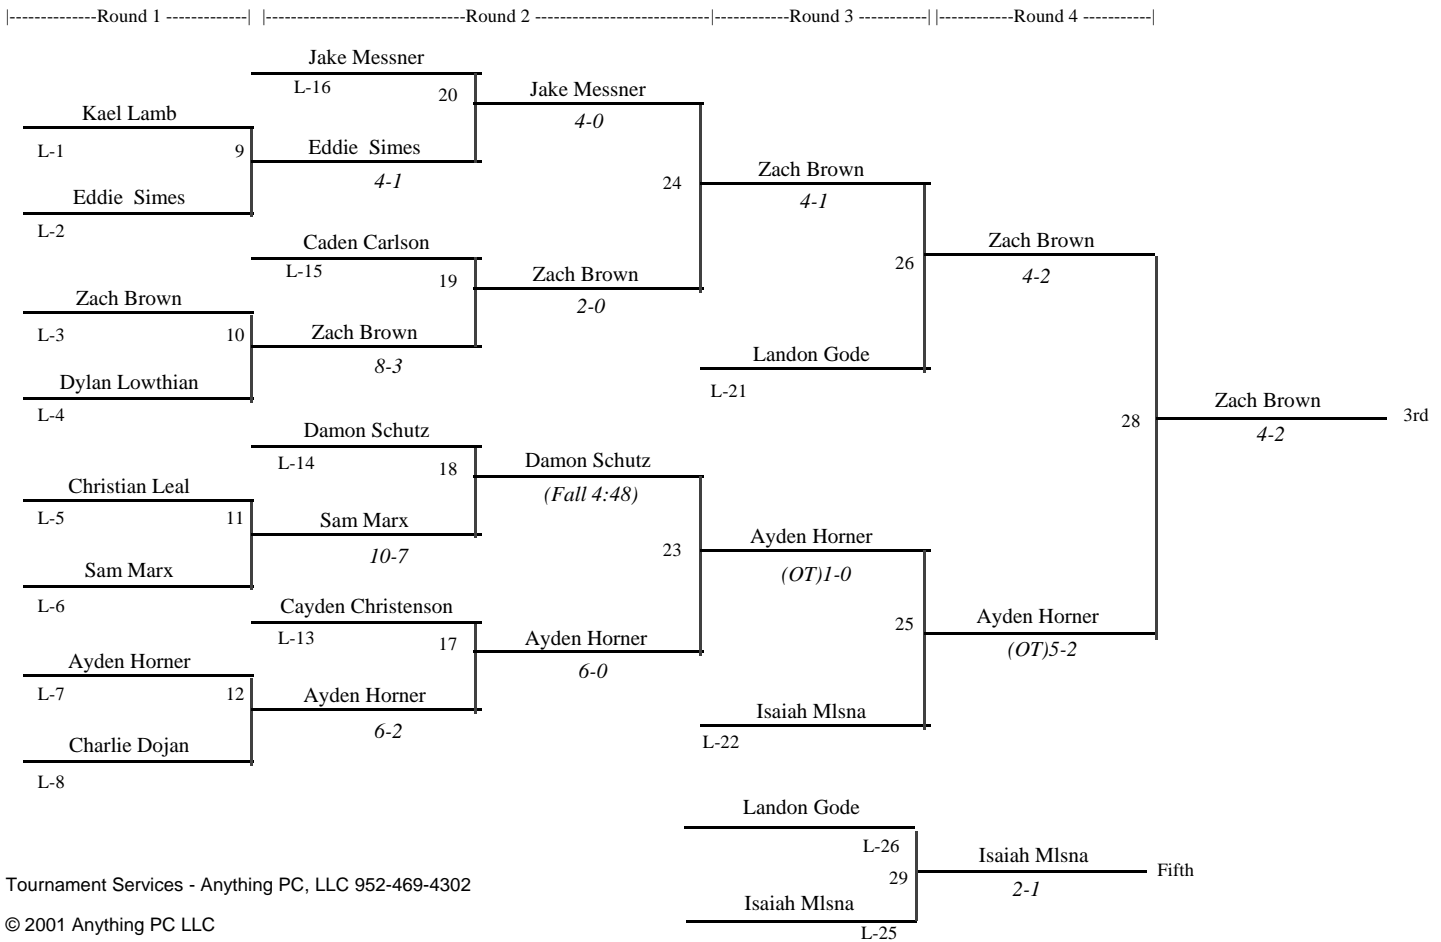 |-------------Round 1 -------------| |--------------------------------Round 2 ----------------------------|------------Round 3 -----------| |------------Round 4 -----------|
Jake Messner
L-16
20
Jake Messner
4-0
Kael Lamb
L-1
9
Eddie  Simes
4-1
Eddie  Simes
L-2
24
Zach Brown
4-1
Caden Carlson
L-15
19
Zach Brown
2-0
Zach Brown
L-3
10
Zach Brown
8-3
Dylan Lowthian
L-4
26
Zach Brown
4-2
Landon Gode
L-21
Damon Schutz
L-14
18
Damon Schutz
(Fall 4:48)
Christian Leal
L-5
11
Sam Marx
10-7
Sam Marx
L-6
23
Ayden Horner
(OT)1-0
28
Zach Brown
4-2
3rd
Cayden Christenson
L-13
17
Ayden Horner
6-0
Ayden Horner
L-7
12
Ayden Horner
6-2
Charlie Dojan
L-8
25
Ayden Horner
(OT)5-2
Isaiah Mlsna
L-22
Landon Gode
L-26
29
Isaiah Mlsna
2-1
Fifth
Isaiah Mlsna
L-25
Tournament Services - Anything PC, LLC 952-469-4302
© 2001 Anything PC LLC